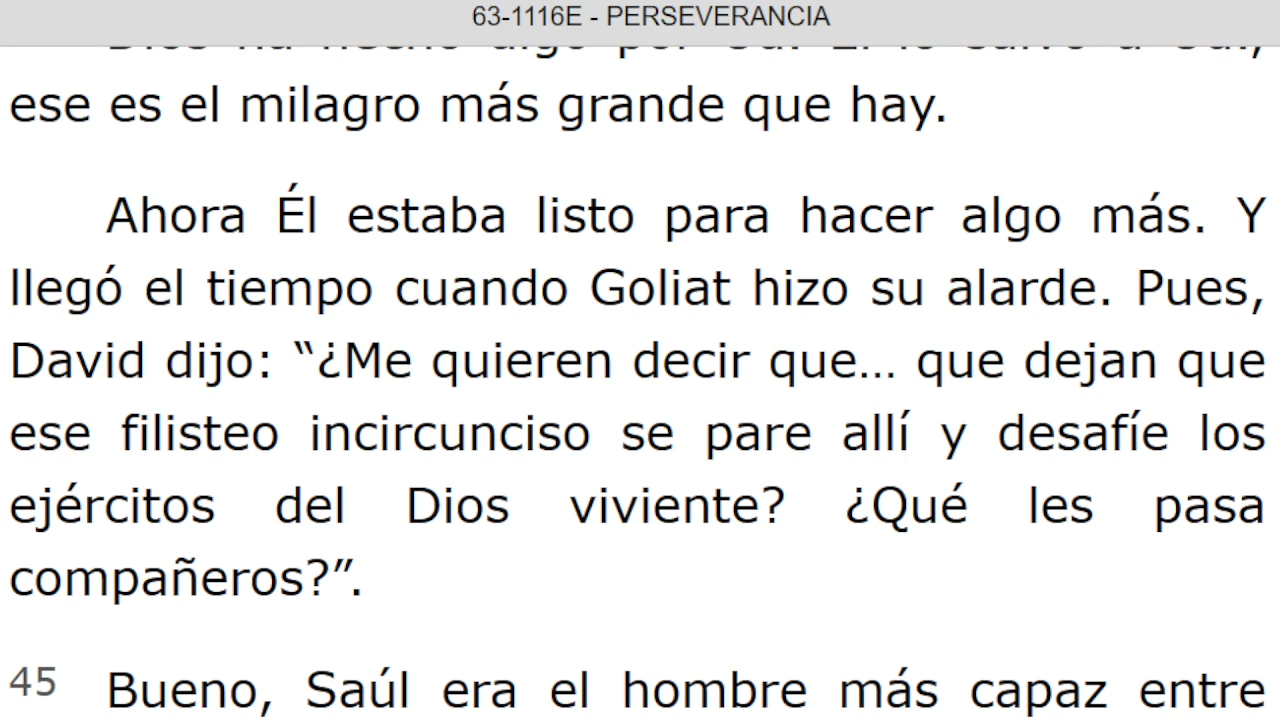 63-1116E - PERSEVERANCIA
ese es el milagro más grande que hay.
Ahora Él estaba listo para hacer algo más. Y
llegó el tiempo cuando Goliat hizo su alarde. Pues,
David dijo: “¿Me quieren decir que… que dejan que
ese filisteo incircunciso se pare allí y desafíe los
ejércitos del Dios viviente? ¿Qué les pasa
compañeros?”.
45 Bueno, Saúl era el hombre más capaz entre